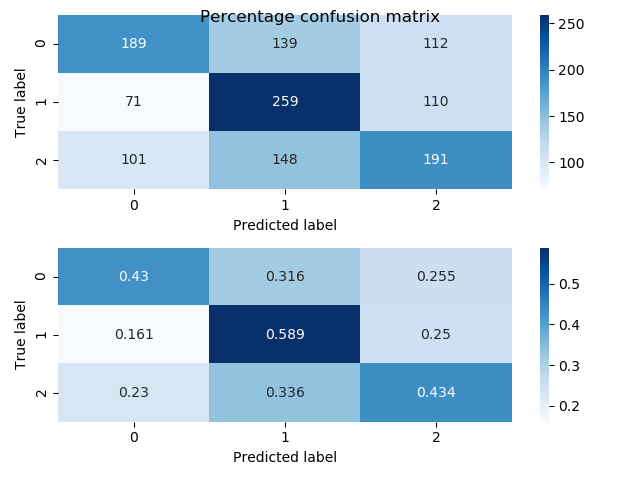 Percentage confusion matrix
0 189 139 112
1 71 259 110
2 101 148 191
0 1 2
True label
Predicted label
250
200
150
100
0 0.43 0.316 0.255
1 0.161 0.589 0.25
2 0.23 0.336 0.434
0 1 2
True label
Predicted label
0.5
0.4
0.3
0.2